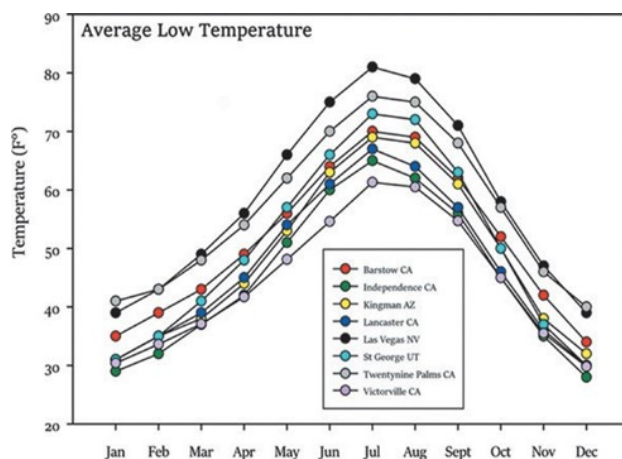 Average Low Temperature
90
80
70
60
50
40
30
20
Temperature (F°)
Barstow CA
Independence CA
Kingman AZ
Lancaster CA
Las Vegas NV
St George UT
Twentynine Palms CA
Victorville CA
Jan Feb Mar Apr May Jun Jul Aug Sept Oct Nov Dec